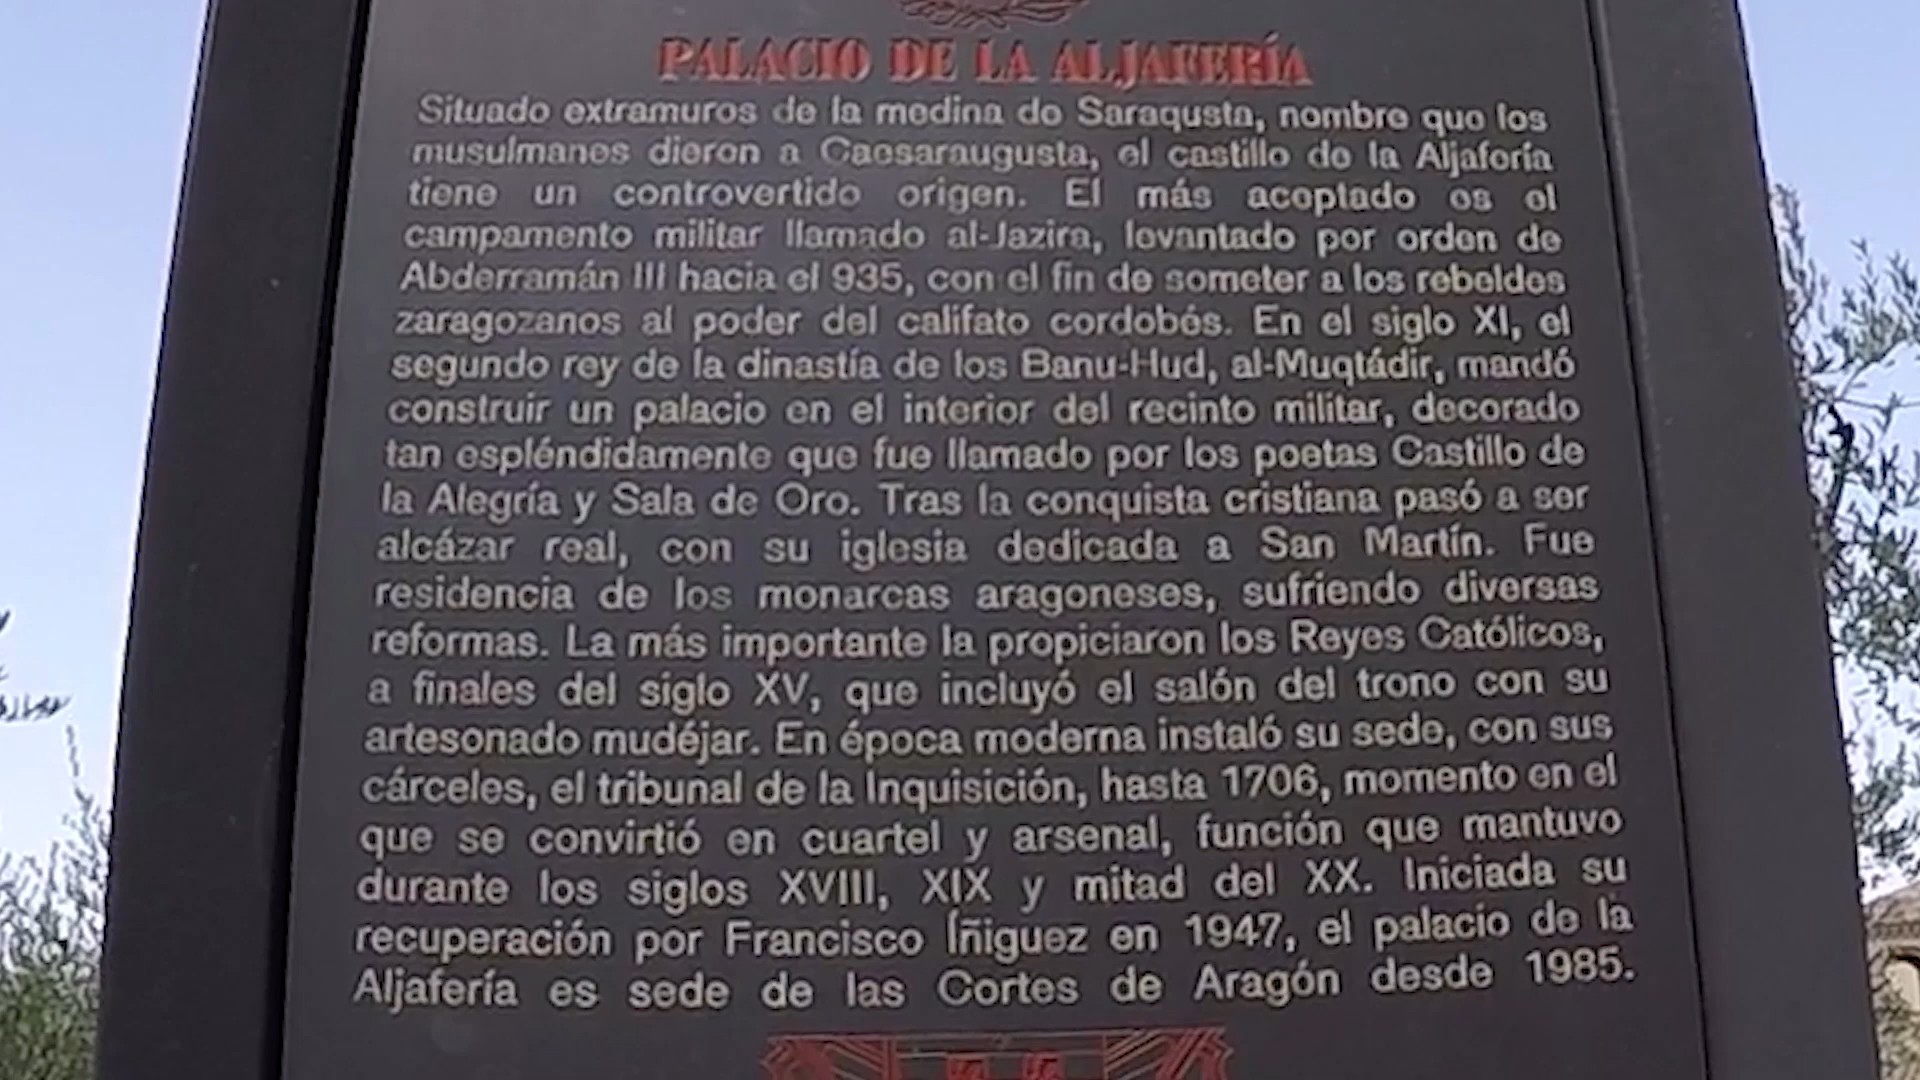 PALACIO DE LA ALJAFERÍA
Situado extramuros de la medina de Saraqusta, nombre que los
musulmanes dieron a Caesaraugusta, el castillo de la Aljafería
tiene un controvertido origen. El más aceptado es el
campamento militar llamado al-Jazira, levantado por orden de
Abderramán III hacia el 935, con el fin de someter a los rebeldes
zaragozanos al poder del califato cordobés. En el siglo XI, el
segundo rey de la dinastía de los Banu-Hud, al-Muqtádir, mandó
construir un palacio en el interior del recinto militar, decorado
tan espléndidamente que fue llamado por los poetas Castillo de
la Alegría y Sala de Oro. Tras la conquista cristiana pasó a ser
alcázar real, con su iglesia dedicada a San Martín. Fue
residencia de los monarcas aragoneses, sufriendo diversas
reformas. La más importante la propiciaron los Reyes Católicos,
a finales del siglo XV, que incluyó el salón del trono con su
artesonado mudéjar. En época moderna instaló su sede, con sus
cárceles, el tribunal de la Inquisición, hasta 1706, momento en el
que se convirtió en cuartel y arsenal, función que mantuvo
durante los siglos XVIII, XIX y mitad del XX. Iniciada su
recuperación por Francisco Íñiguez en 1947, el palacio de la
Aljafería es sede de las Cortes de Aragón desde 1985.